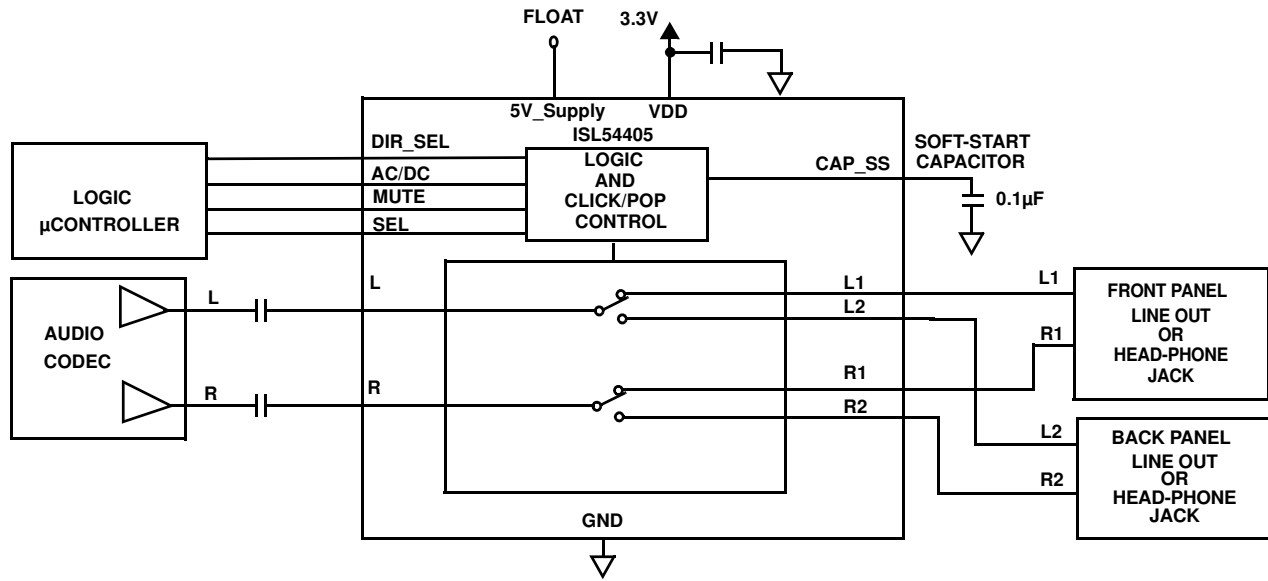 FLOAT
3.3V
5V_Supply
VDD
ISL54405
DIR_SEL
AC/DC
MUTE
SEL
LOGIC
µCONTROLLER
LOGIC
AND
CLICK/POP
CONTROL
CAP_SS
SOFT-START
CAPACITOR
0.1µF
AUDIO
CODEC
L
R
L
R
L1
L2
R1
R2
L1
R1
FRONT PANEL
LINE OUT
OR
HEAD-PHONE
JACK
L2
R2
BACK PANEL
LINE OUT
OR
HEAD-PHONE
JACK
GND